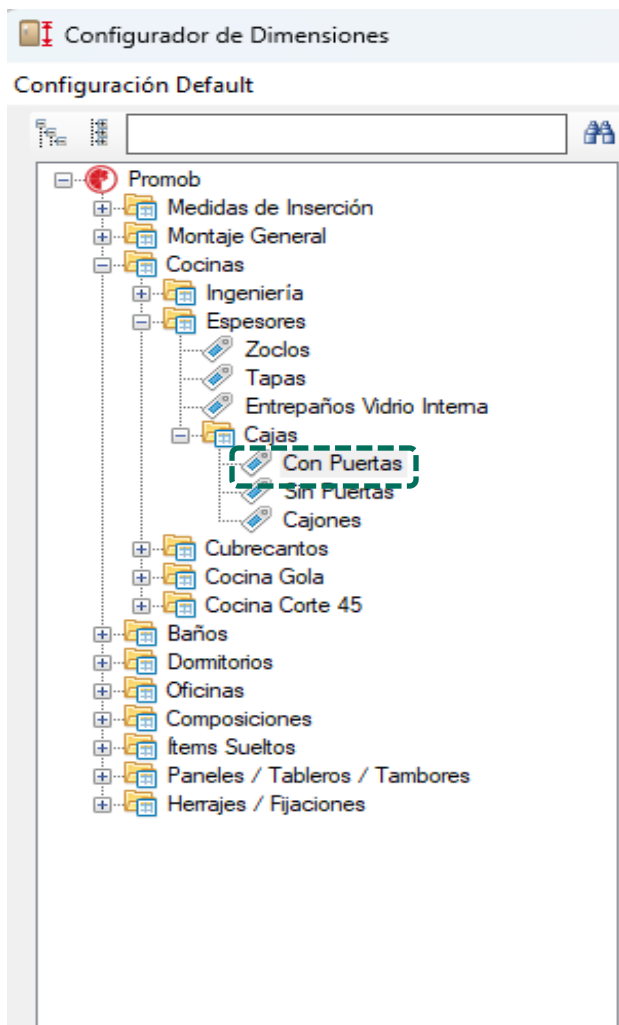 Configurador de Dimensiones
Configuración Default
Promob
Medidas de Inserción
Montaje General
Cocinas
Ingeniería
Espesores
Zoclos
Tapas
Entrepaños Vidrio Interna
Cajas
Con Puertas
Sin Puertas
Cajones
Cubrecantos
Cocina Gola
Cocina Corte 45
Baños
Dormitorios
Oficinas
Composiciones
Ítems Sueltos
Paneles / Tableros / Tambores
Herrajes / Fijaciones